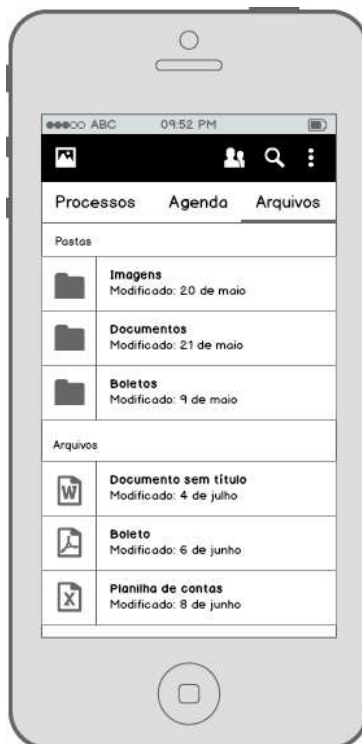 ABC 09:52 PM
Processos Agenda Arquivos
Pastas
Imagens
Modificado: 20 de maio
Documentos
Modificado: 21 de maio
Boletos
Modificado: 9 de maio
Arquivos
W
Documento sem título
Modificado: 4 de julho
Boleto
Modificado: 6 de junho
X
Planilha de contas
Modificado: 8 de junho